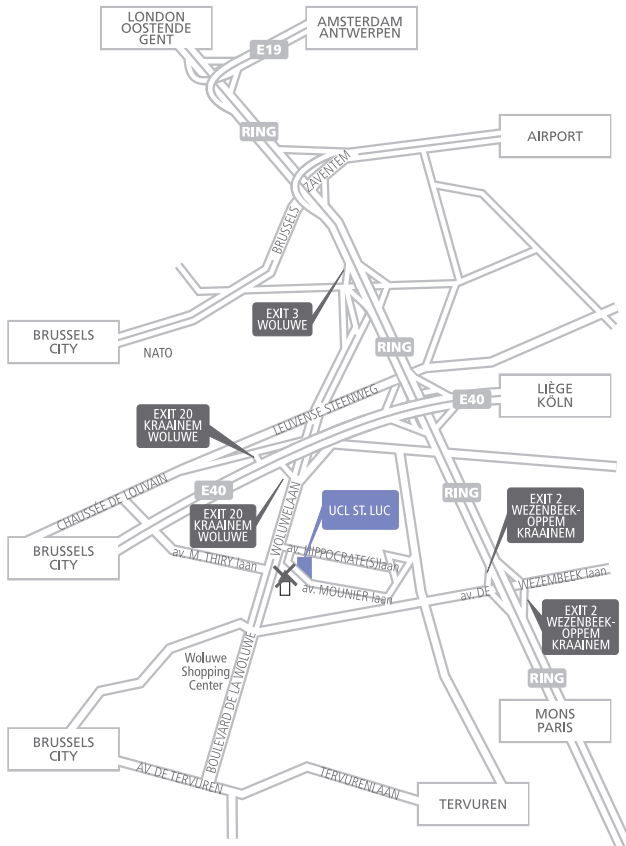 LONDON
OOSTENDE
GENT
AMSTERDAM
ANTWERPEN
E19
RING
AIRPORT
ZAVENTEM
BRUSSELS
EXIT 3
WOLUWE
BRUSSELS
CITY
NATO
RING
LIÈGE
KÖLN
E40
LEUVENSE STEENWEG
EXIT 20
KRAAINEM
WOLUWE
CHAUSSÉE DE LOUVAIN
E40
EXIT 20
KRAAINEM
WOLUWE
WOLUWELAAN
UCL ST. LUC
RING
EXIT 2
WEZENBEEK-
OPPEM
KRAAINEM
BRUSSELS
CITY
av. M. THIRY laan
av. HIPPOCRATE(S)laan
av. MOUNIER laan
av. DE WEZEMBEEK laan
EXIT 2
WEZENBEEK-
OPPEM
KRAAINEM
Woluwe
Shopping
Center
BOULEVARD DE LA WOLUWE
RING
MONS
PARIS
BRUSSELS
CITY
AV. DE TERVUREN
TERVURENLAAN
TERVUREN